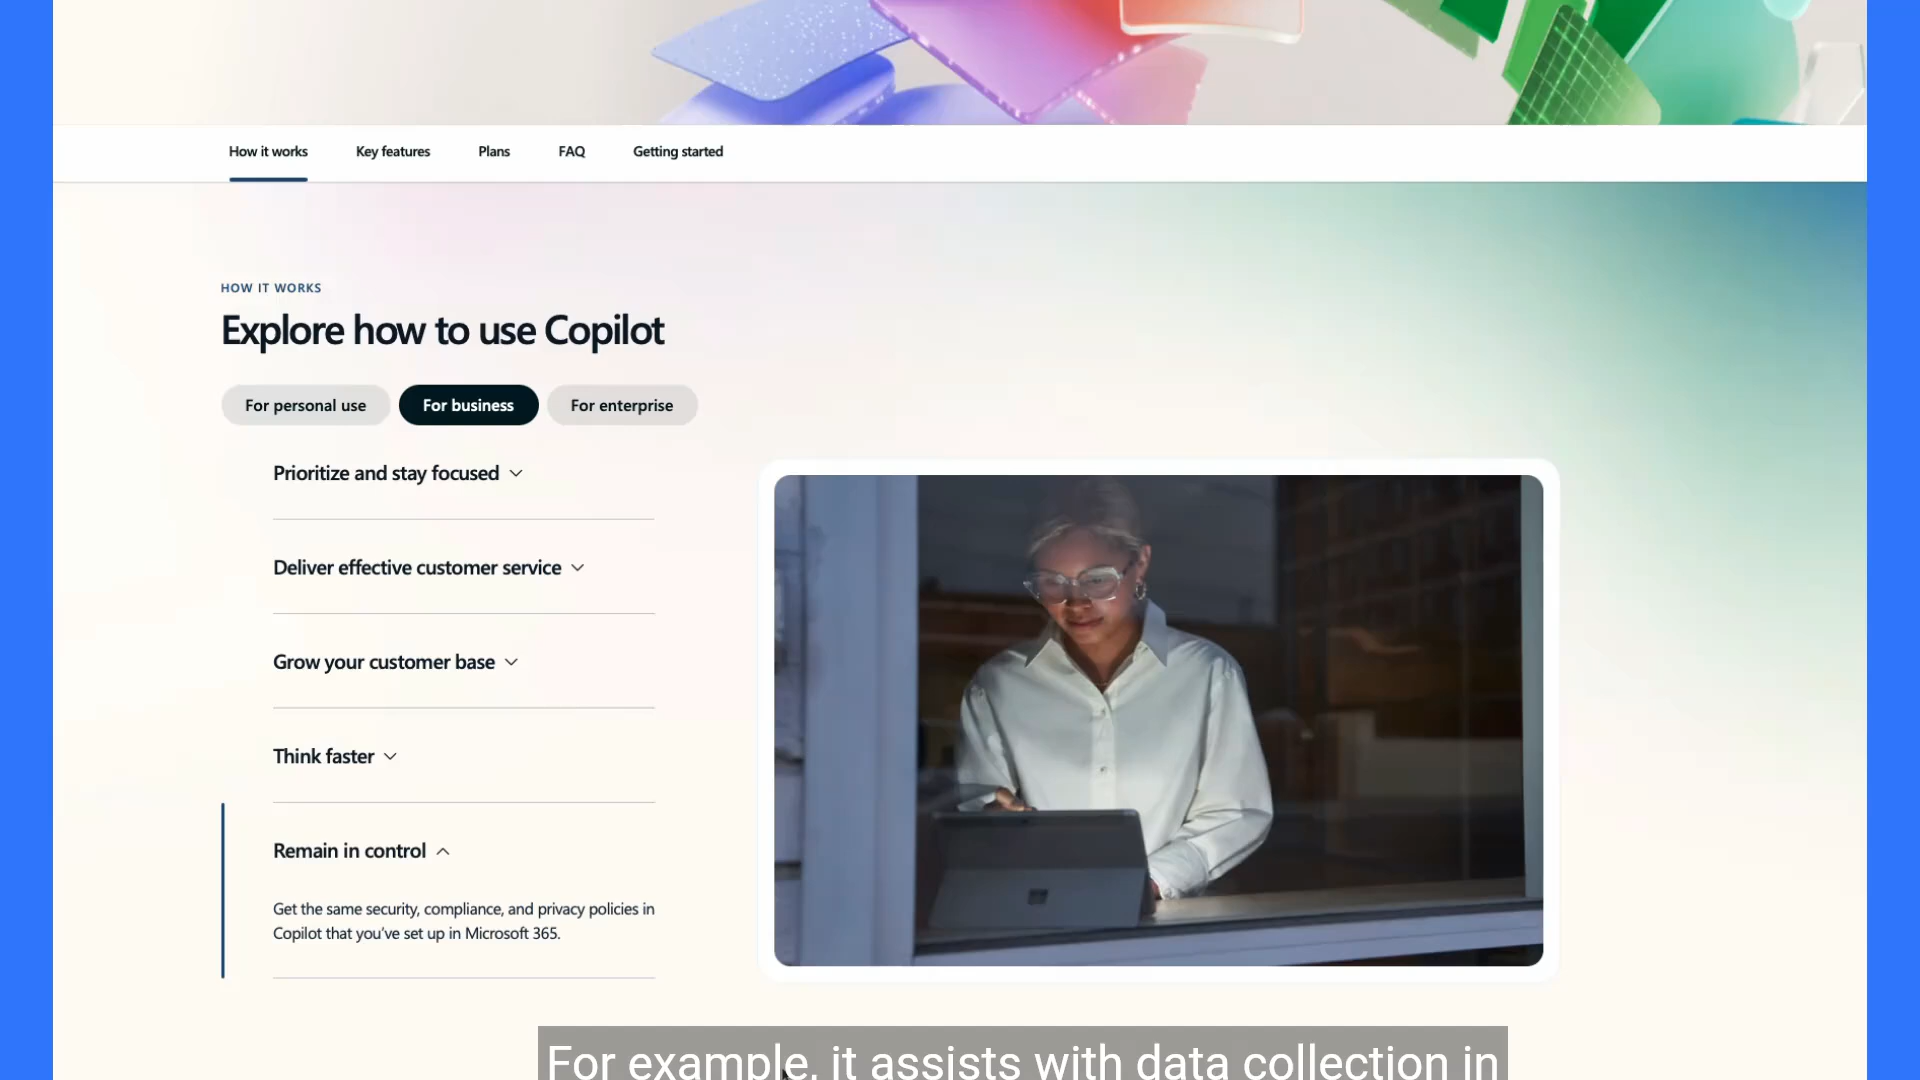 How it works
Key features
Plans
FAQ
Getting started
HOW IT WORKS
Explore how to use Copilot
For personal use
For business
For enterprise
Prioritize and stay focused
Deliver effective customer service
Grow your customer base
Think faster
Remain in control
Get the same security, compliance, and privacy policies in
Copilot that you've set up in Microsoft 365.
For example, it assists with data collection in